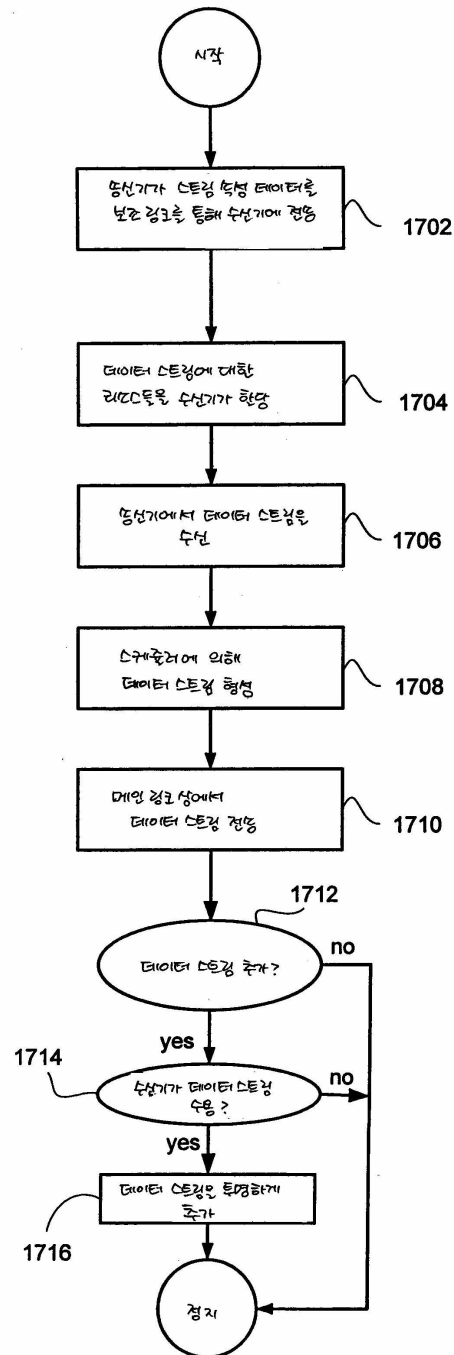 시작
송신기가 스트림 속성 데이터를
보조 링크를 통해 수신기에 전송
1702
데이터 스트림에 대한
리소스들을 수신기가 할당
1704
송신기에서 데이터 스트림을
수신
1706
스케줄러에 의해
데이터 스트림 형성
1708
메인 링크 상에서
데이터 스트림 전송
1710
1712
데이터 스트림 추가?
no
yes
1714
수신기가 데이터 스트림
수용?
no
yes
데이터 스트림을 투명하게
추가
1716
정지